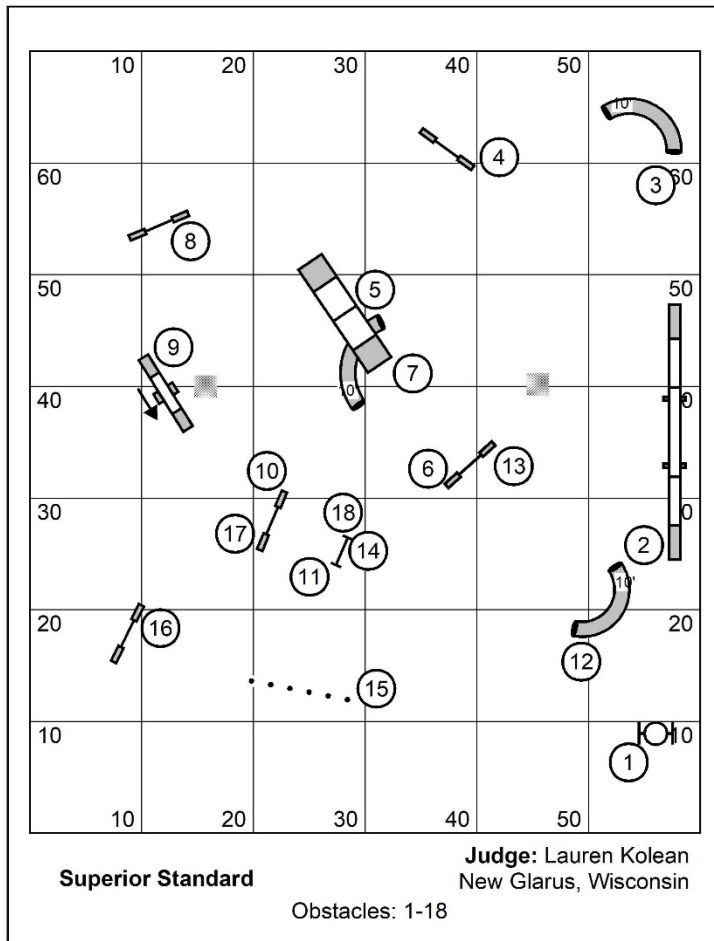 10 20 30 40 50
10'
4
60 3 60
8
50 5 50
9
7
40 10 0
6 13
10
30 18 0
17 14 2
11 10'
20 16 12 20
15
10 1 10
10 20 30 40 50
Superior Standard
Judge: Lauren Kolean
New Glarus, Wisconsin
Obstacles: 1-18